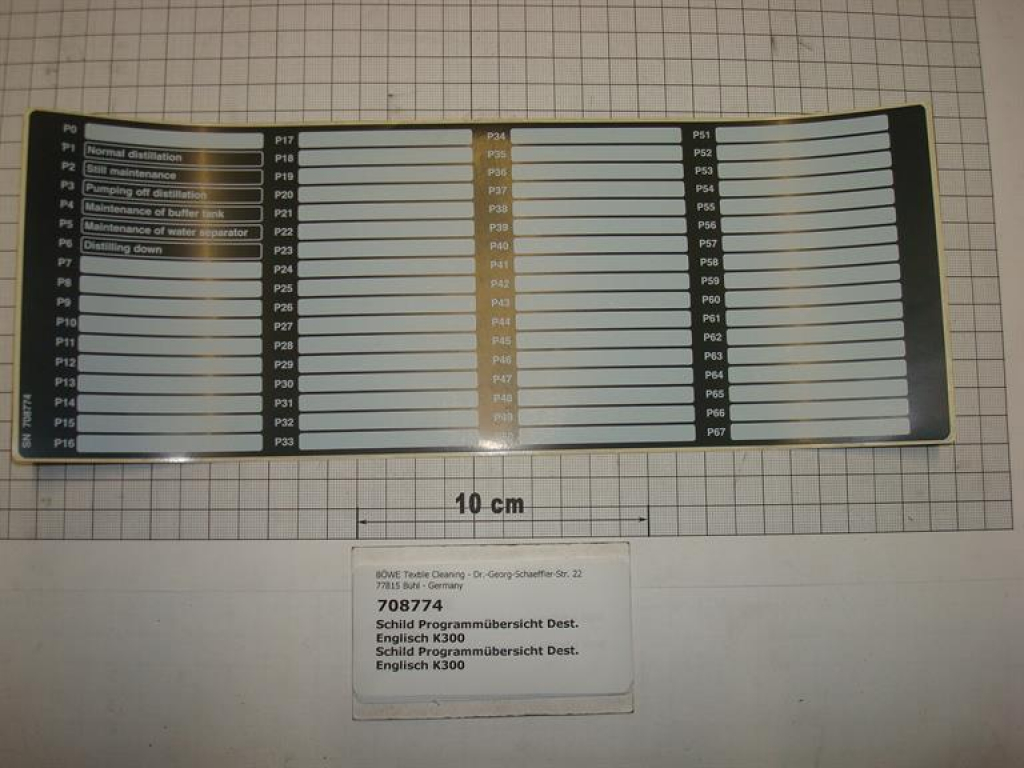 P0
P1 Normal distillation
P2 Still maintenance
P3 Pumping off distillation
P4 Maintenance of buffer tank
P5 Maintenance of water separator
P6 Distilling down
P7
P8
P9
P10
P11
P12
P13
P14
P15
P16
SN 708774
P17
P18
P19
P20
P21
P22
P23
P24
P25
P26
P27
P28
P29
P30
P31
P32
P33
P34
P35
P36
P37
P38
P39
P40
P41
P42
P43
P44
P45
P46
P47
P48
P49
P51
P52
P53
P54
P55
P56
P57
P58
P59
P60
P61
P62
P63
P64
P65
P66
P67
10 cm
BÖWE Textile Cleaning - Dr.-Georg-Schaeffler-Str. 22
77815 Bühl - Germany
708774
Schild Programmübersicht Dest.
Englisch K300
Schild Programmübersicht Dest.
Englisch K300